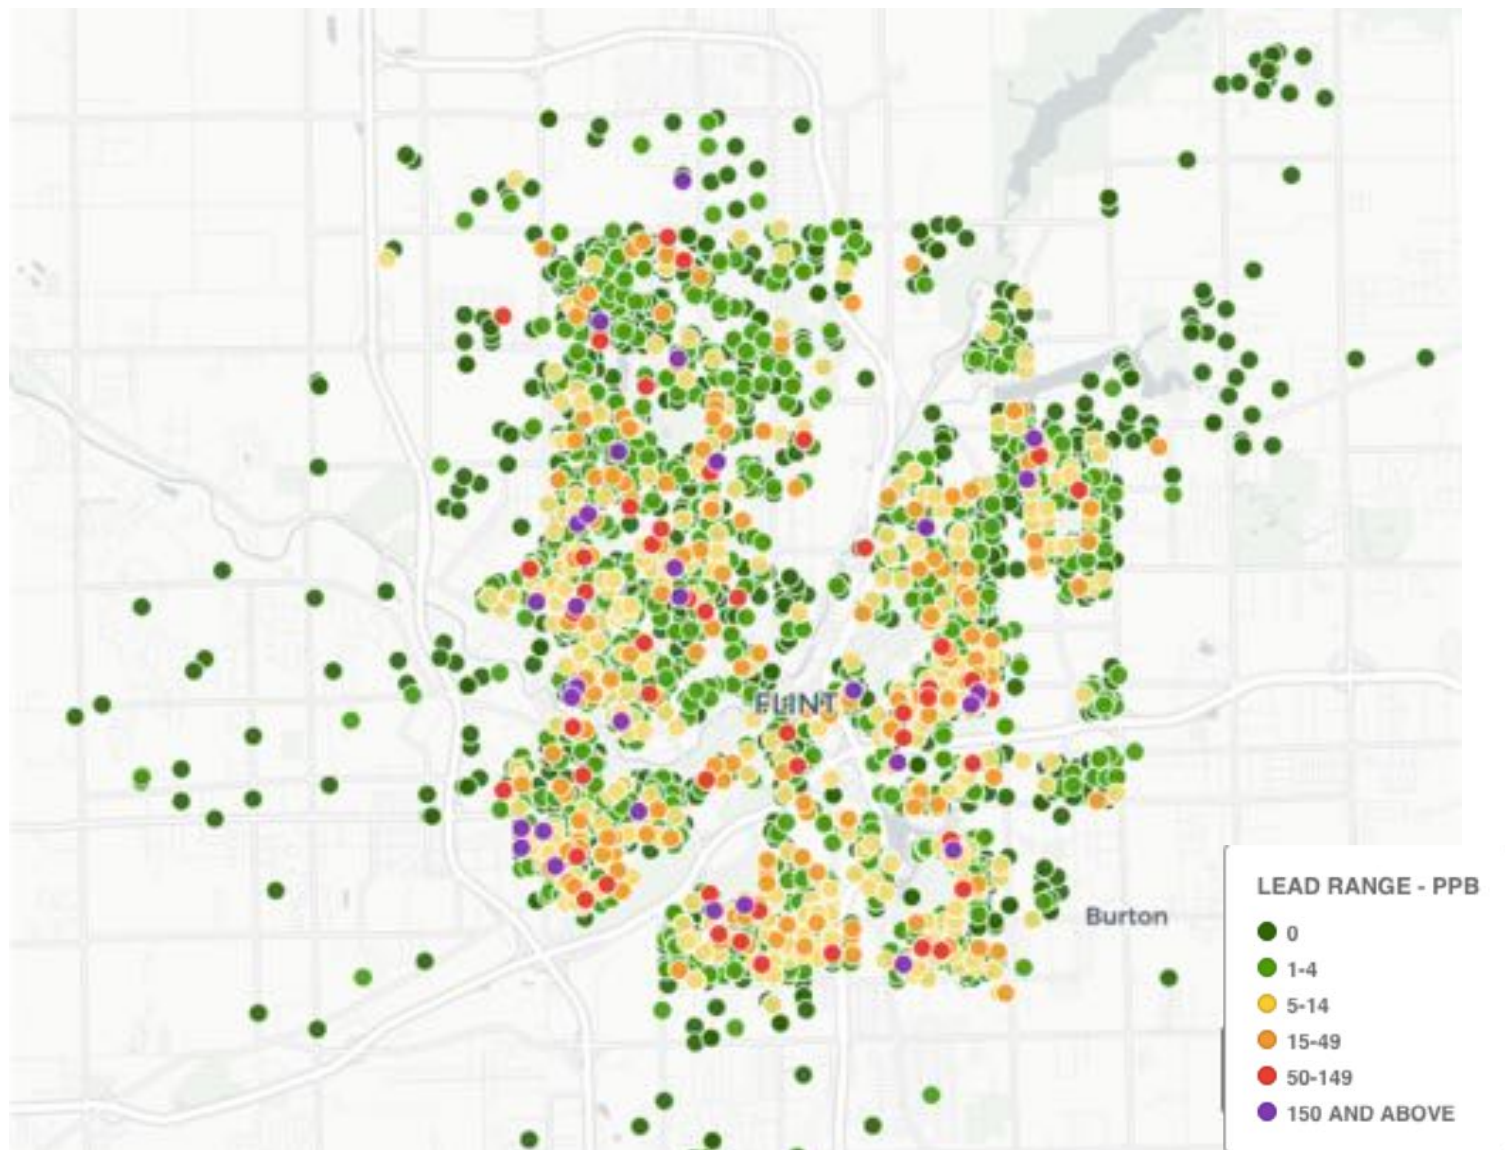 FLINT
Burton
LEAD RANGE - PPB
0
1-4
5-14
15-49
50-149
150 AND ABOVE